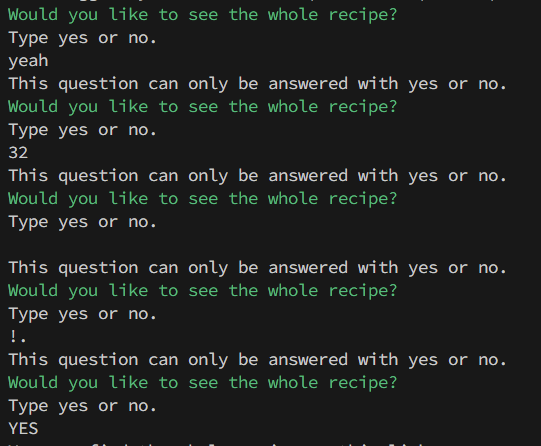 Would you like to see the whole recipe?
Type yes or no.
yeah
This question can only be answered with yes or no.
Would you like to see the whole recipe?
Type yes or no.
32
This question can only be answered with yes or no.
Would you like to see the whole recipe?
Type yes or no.
This question can only be answered with yes or no.
Would you like to see the whole recipe?
Type yes or no.
!.
This question can only be answered with yes or no.
Would you like to see the whole recipe?
Type yes or no.
YES